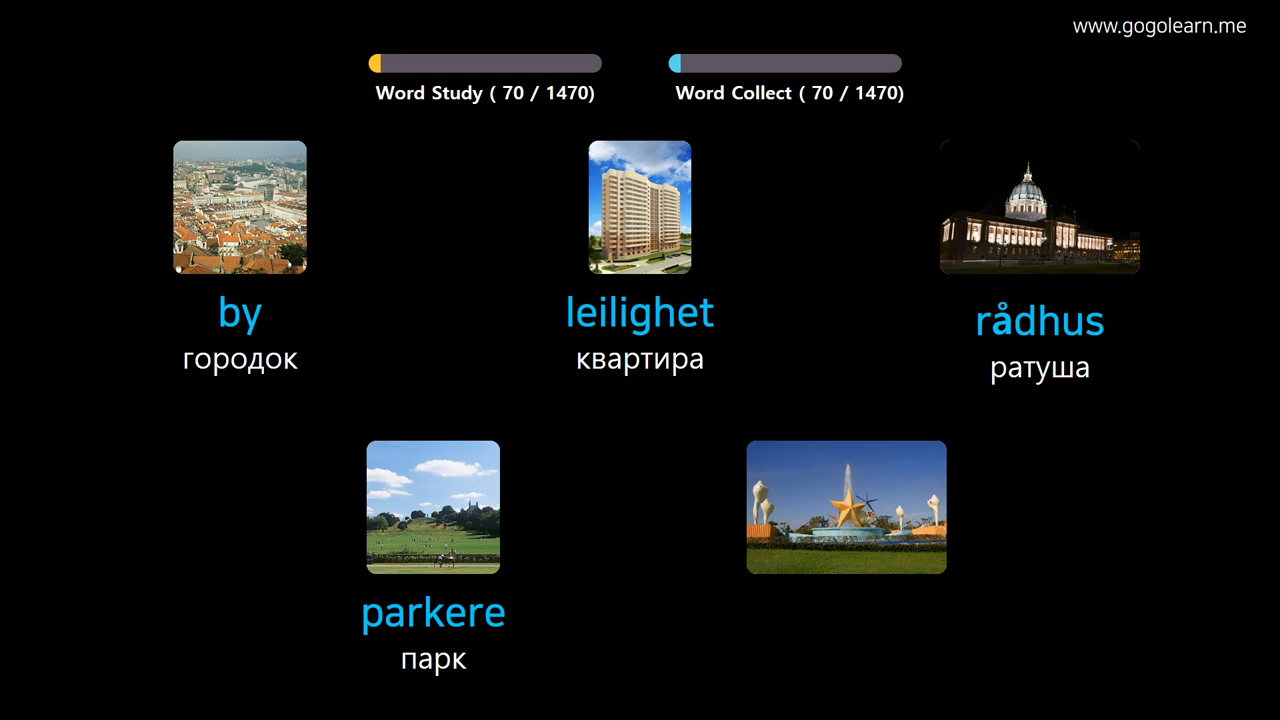 www.gogolearn.me
Word Study ( 70 / 1470)
Word Collect ( 70 / 1470)
by
городок
leilighet
квартира
rådhus
ратуша
parkere
парк